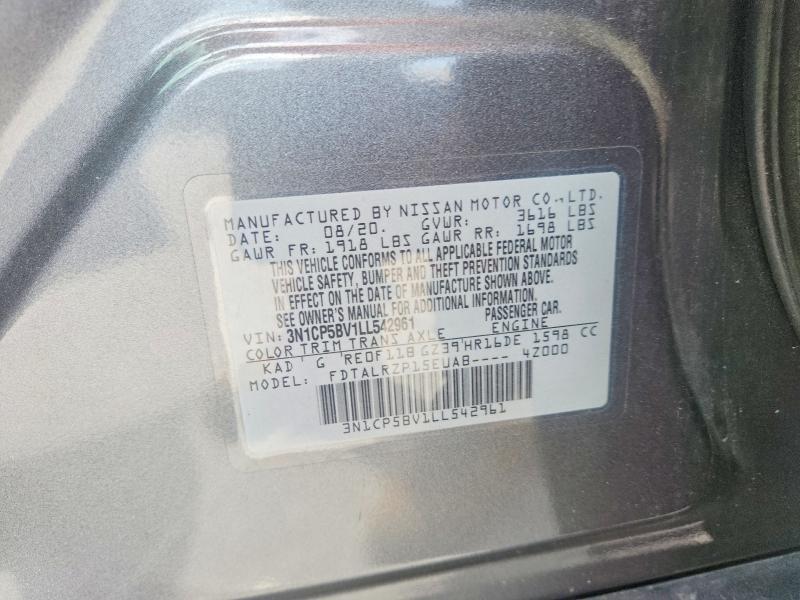 MANUFACTURED BY NISSAN MOTOR CO.,LTD.
DATE: 08/20. GVWR: 3616 LBS
GAWR FR: 1918 LBS GAWR RR: 1698 LBS
THIS VEHICLE CONFORMS TO ALL APPLICABLE FEDERAL MOTOR
VEHICLE SAFETY, BUMPER AND THEFT PREVENTION STANDARDS
IN EFFECT ON THE DATE OF MANUFACTURE SHOWN ABOVE.
SEE OWNER'S MANUAL FOR ADDITIONAL INFORMATION.
VIN: 3N1CP5BV1LL542961 PASSENGER CAR.
COLOR TRIM TRANS AXLE ENGINE
KAD G RE0F11B GZ39 HR16DE 1598 CC
MODEL: FDTALRZP15EUAB---- 4Z000
3N1CP5BV1LL542961